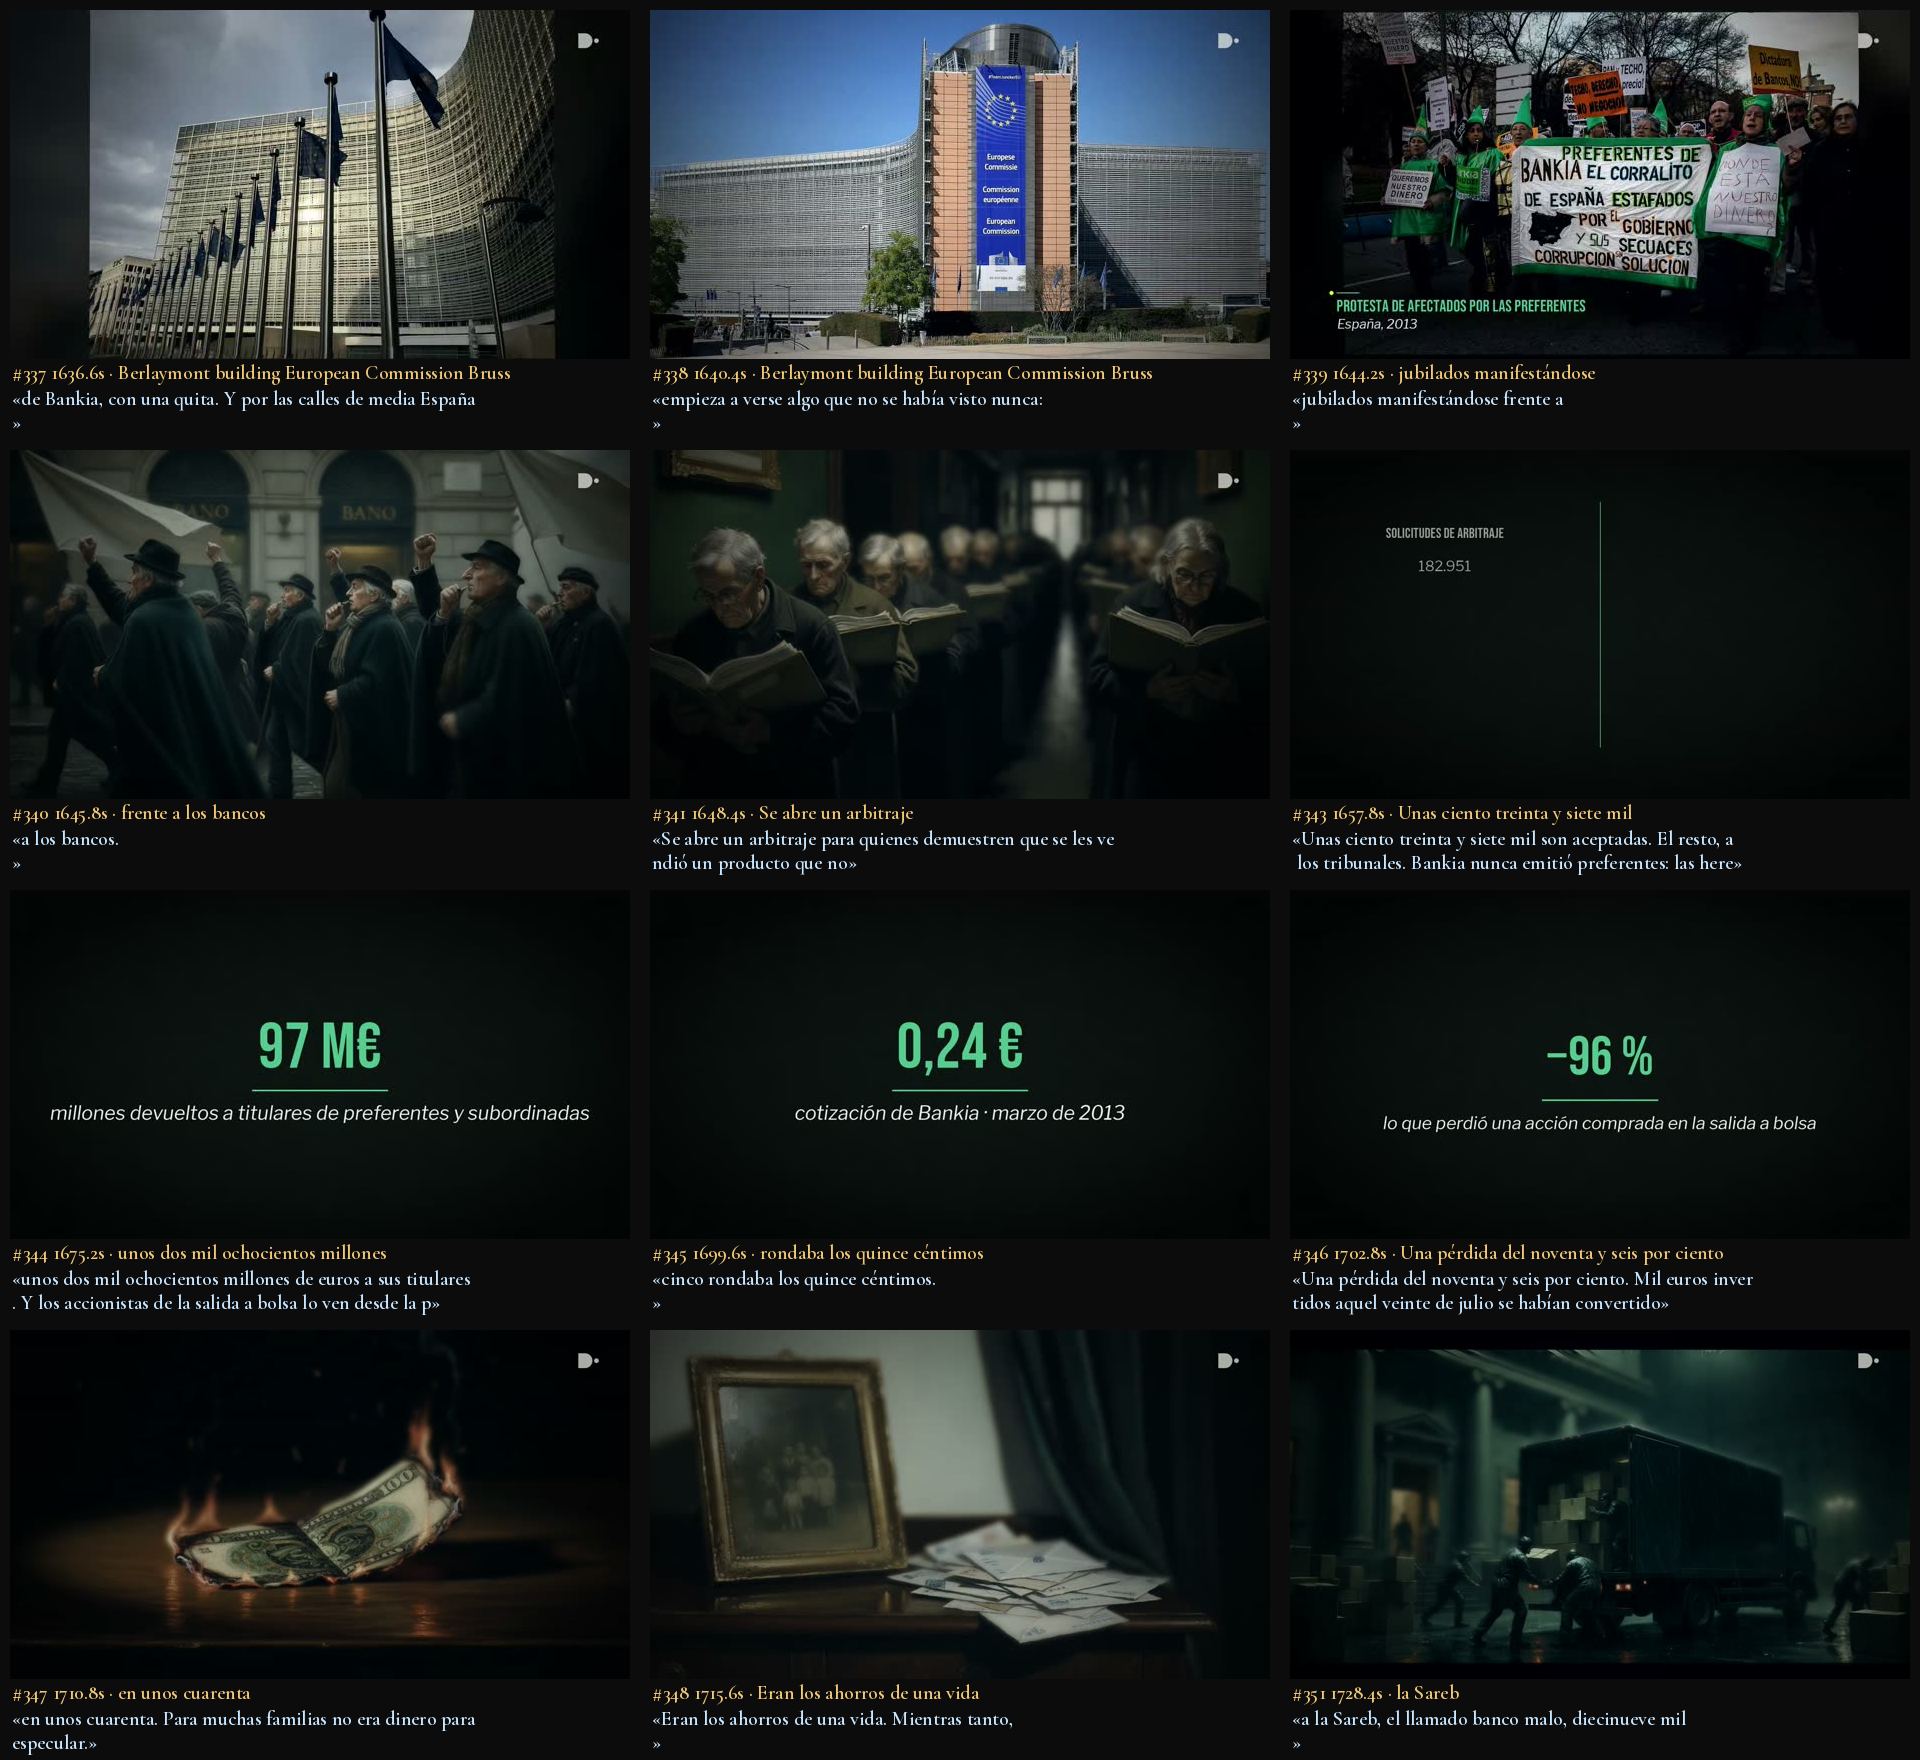 #TeamJunckerEU
Europese
Commissie
Commission
européenne
European
Commission
QUEREMOS
NUESTRO
DINERO
TECHO,
Dictadura
de Bancos, NO!
TECHO, DERECHO,
NO NEGOCIO!
QUEREMOS
NUESTRO
DINERO
PREFERENTES DE
BANKIA EL CORRALITO
DE ESPAÑA ESTAFADOS
POR EL GOBIERNO
Y SUS SECUACES
CORRUPCION SOLUCIÓN
DONDE
ESTÁ
NUESTRO
DINERO
PROTESTA DE AFECTADOS POR LAS PREFERENTES
España, 2013
#337 1636.6s · Berlaymont building European Commission Bruss
«de Bankia, con una quita. Y por las calles de media España
»
#338 1640.4s · Berlaymont building European Commission Bruss
«empieza a verse algo que no se había visto nunca:
»
#339 1644.2s · jubilados manifestándose
«jubilados manifestándose frente a
»
BANO
BANO
SOLICITUDES DE ARBITRAJE
182.951
#340 1645.8s · frente a los bancos
«a los bancos.
»
#341 1648.4s · Se abre un arbitraje
«Se abre un arbitraje para quienes demuestren que se les ve
ndió un producto que no»
#343 1657.8s · Unas ciento treinta y siete mil
«Unas ciento treinta y siete mil son aceptadas. El resto, a
los tribunales. Bankia nunca emitió preferentes: las here»
97 M€
millones devueltos a titulares de preferentes y subordinadas
0,24 €
cotización de Bankia · marzo de 2013
−96 %
lo que perdió una acción comprada en la salida a bolsa
#344 1675.2s · unos dos mil ochocientos millones
«unos dos mil ochocientos millones de euros a sus titulares
. Y los accionistas de la salida a bolsa lo ven desde la p»
#345 1699.6s · rondaba los quince céntimos
«cinco rondaba los quince céntimos.
»
#346 1702.8s · Una pérdida del noventa y seis por ciento
«Una pérdida del noventa y seis por ciento. Mil euros inver
tidos aquel veinte de julio se habían convertido»
100
#347 1710.8s · en unos cuarenta
«en unos cuarenta. Para muchas familias no era dinero para
especular.»
#348 1715.6s · Eran los ahorros de una vida
«Eran los ahorros de una vida. Mientras tanto,
»
#351 1728.4s · la Sareb
«a la Sareb, el llamado banco malo, diecinueve mil
»